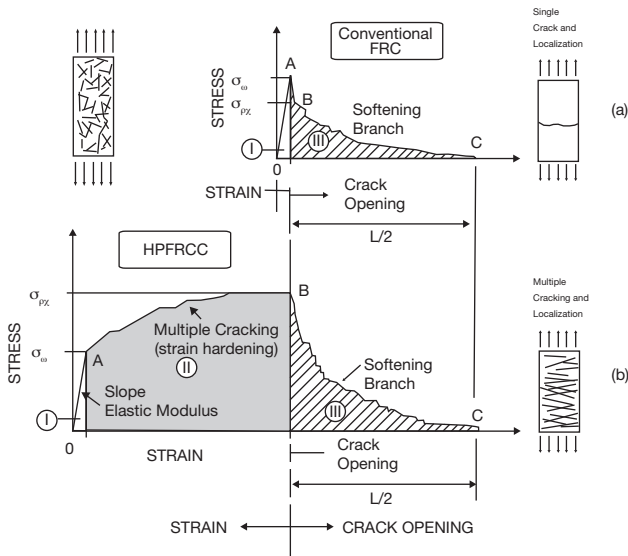 Conventional
FRC
Single
Crack and
Localization
A
σω
σρχ
B
STRESS
Softening
Branch
(a)
I
III
C
0
STRAIN
Crack
Opening
L/2
HPFRCC
σρχ
B
Multiple
Cracking and
Localization
Multiple Cracking
(strain hardening)
σω
A
II
STRESS
Softening
Branch
(b)
Slope
Elastic Modulus
I
III
C
0
STRAIN
Crack
Opening
L/2
STRAIN
CRACK OPENING